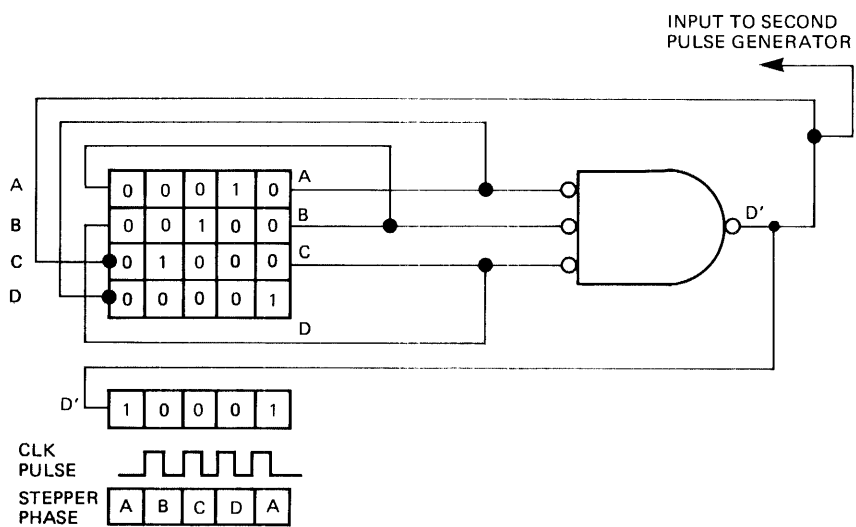 INPUT TO SECOND
PULSE GENERATOR
A 0 0 0 1 0 A
B 0 0 1 0 0 B
C 0 1 0 0 0 C
D 0 0 0 0 1 D
D'
D' 1 0 0 0 1
CLK
PULSE
STEPPER
PHASE
A B C D A